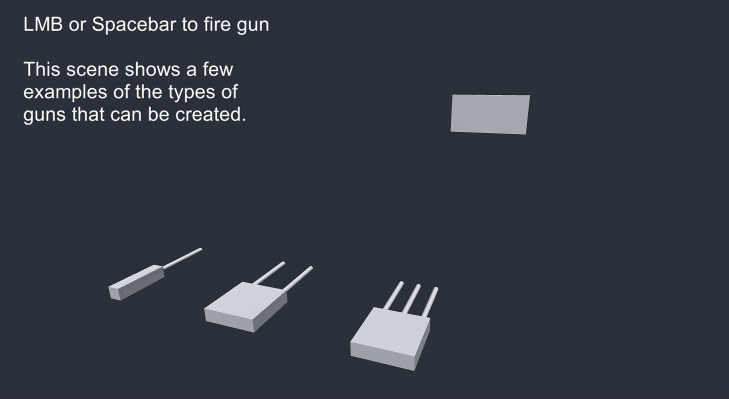 LMB or Spacebar to fire gun
This scene shows a few
examples of the types of
guns that can be created.